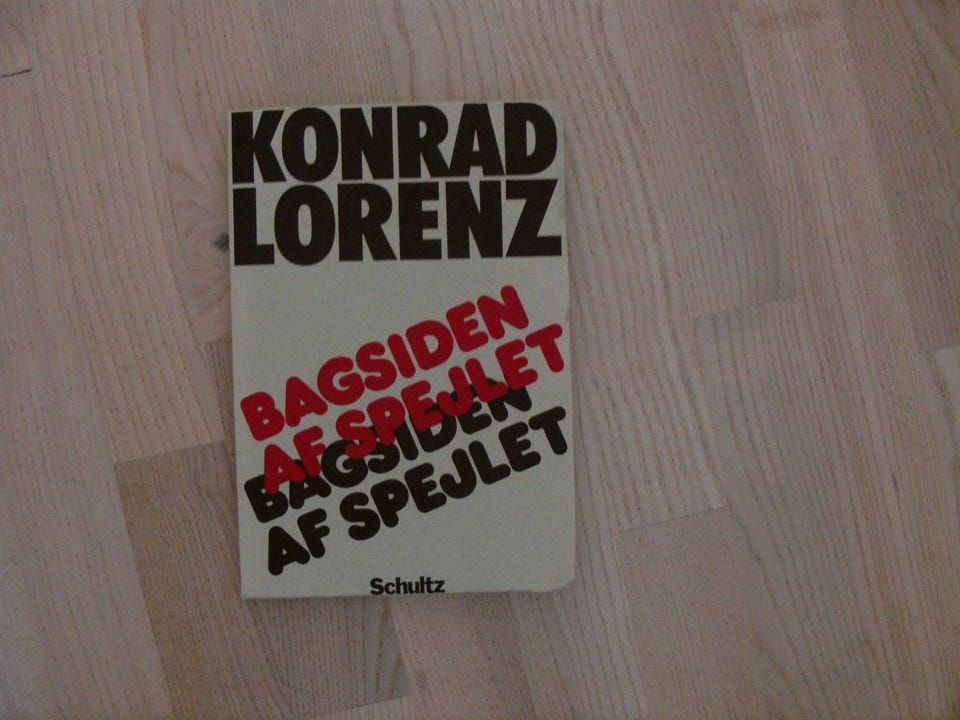 KONRAD
LORENZ
BAGSIDEN
AF SPEJLET
BAGSIDEN
AF SPEJLET
Schultz